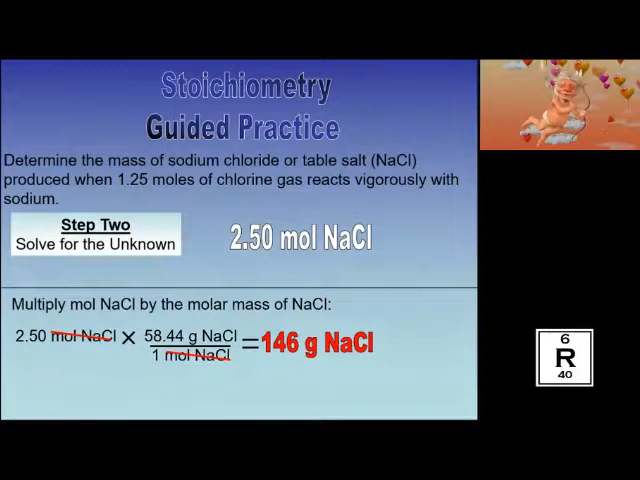 Stoichiometry
Guided Practice
Determine the mass of sodium chloride or table salt (NaCl)
produced when 1.25 moles of chlorine gas reacts vigorously with
sodium.
Step Two
Solve for the Unknown
2.50 mol NaCl
Multiply mol NaCl by the molar mass of NaCl:
2.50 mol NaCl × 58.44 g NaCl
1 mol NaCl
=146 g NaCl
6
R
40